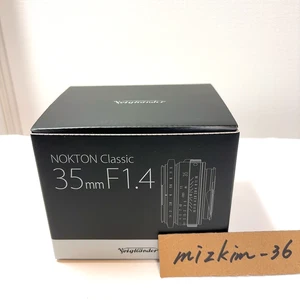 Voigtländer
NOKTON Classic
35mm F1.4
Voigtländer
mizkim-36